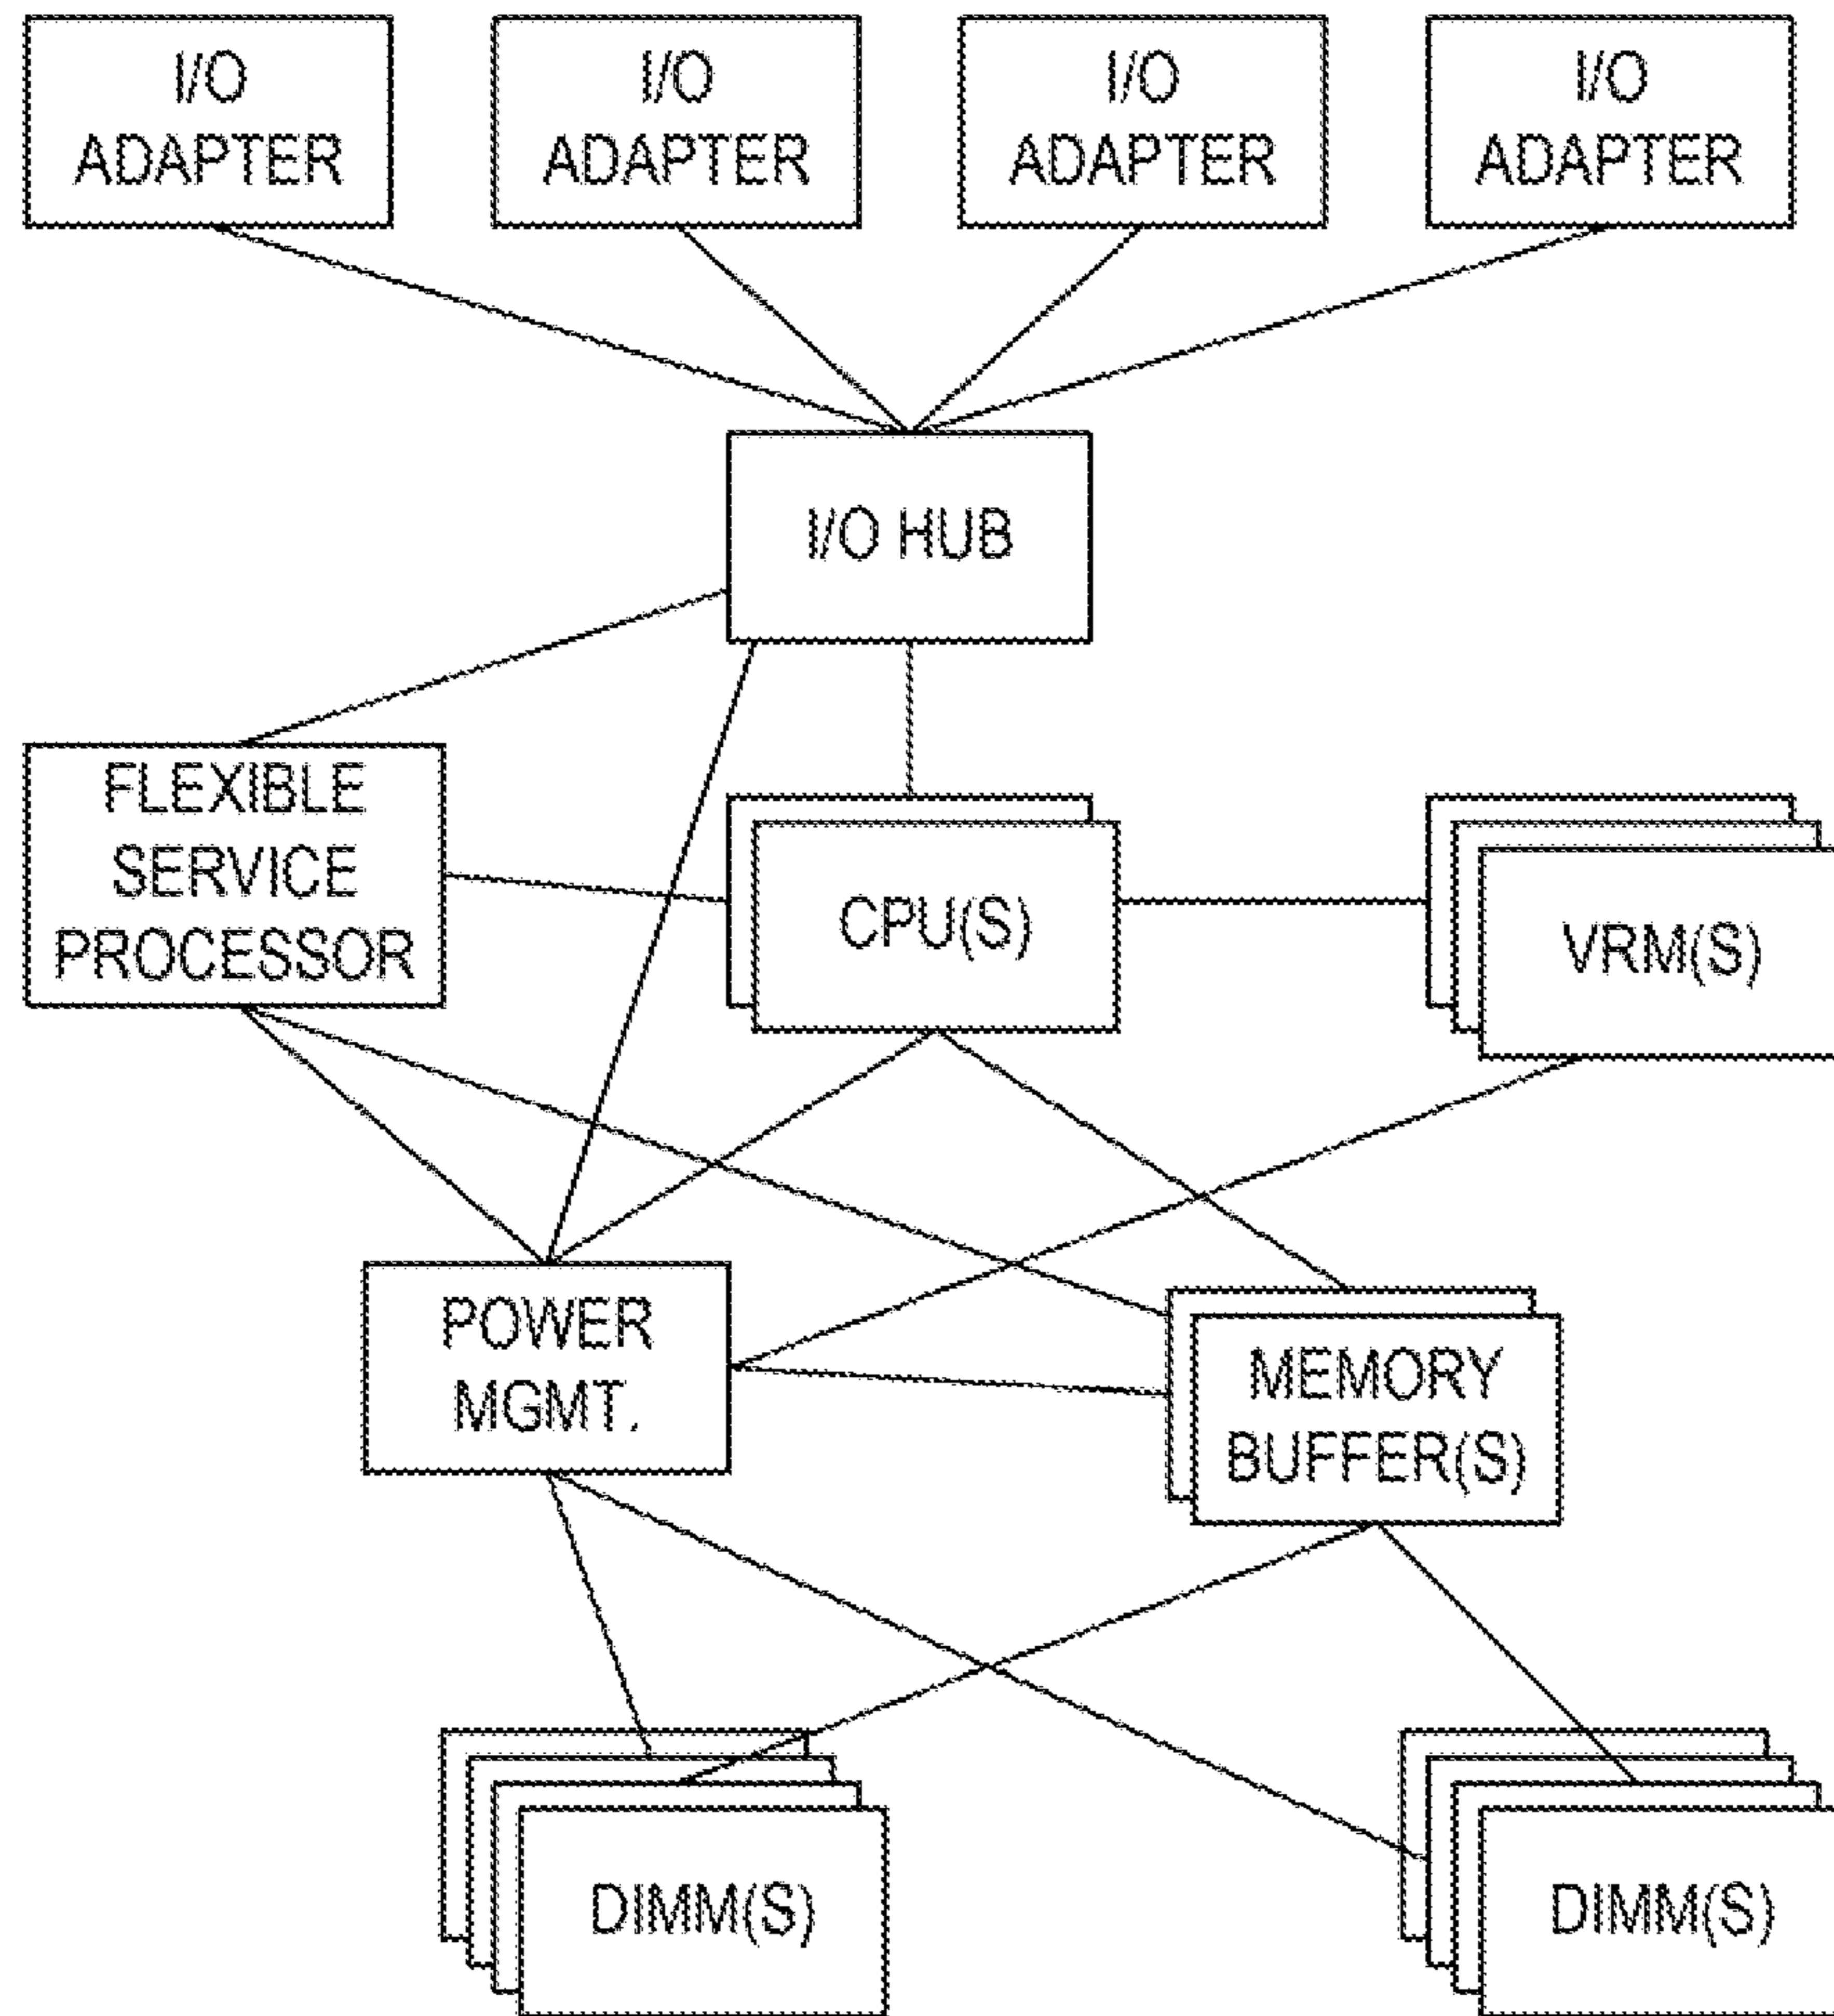 I/O
ADAPTER
I/O
ADAPTER
I/O
ADAPTER
I/O
ADAPTER
I/O HUB
FLEXIBLE
SERVICE
PROCESSOR
CPU(S)
VRM(S)
POWER
MGMT.
MEMORY
BUFFER(S)
DIMM(S)
DIMM(S)